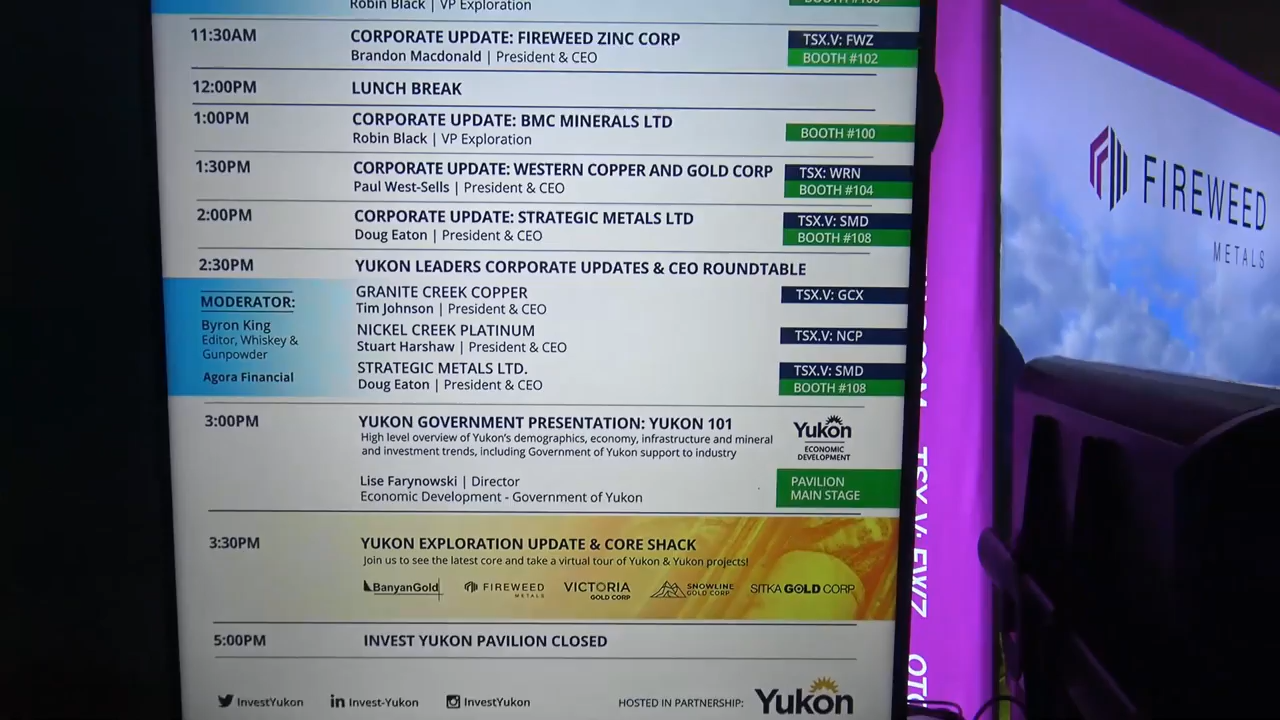 Robin Black | VP Exploration
11:30AM CORPORATE UPDATE: FIREWEED ZINC CORP TSX.V: FWZ
Brandon Macdonald | President & CEO BOOTH #102
12:00PM LUNCH BREAK
1:00PM CORPORATE UPDATE: BMC MINERALS LTD BOOTH #100
Robin Black | VP Exploration
1:30PM CORPORATE UPDATE: WESTERN COPPER AND GOLD CORP TSX: WRN
Paul West-Sells | President & CEO BOOTH #104
2:00PM CORPORATE UPDATE: STRATEGIC METALS LTD TSX.V: SMD
Doug Eaton | President & CEO BOOTH #108
2:30PM YUKON LEADERS CORPORATE UPDATES & CEO ROUNDTABLE
MODERATOR:
Byron King
Editor, Whiskey &
Gunpowder
Agora Financial
GRANITE CREEK COPPER TSX.V: GCX
Tim Johnson | President & CEO
NICKEL CREEK PLATINUM TSX.V: NCP
Stuart Harshaw | President & CEO
STRATEGIC METALS LTD. TSX.V: SMD
Doug Eaton | President & CEO BOOTH #108
3:00PM YUKON GOVERNMENT PRESENTATION: YUKON 101
High level overview of Yukon's demographics, economy, infrastructure and mineral
and investment trends, including Government of Yukon support to industry
Yukon
ECONOMIC
DEVELOPMENT
Lise Farynowski | Director
Economic Development - Government of Yukon
PAVILION
MAIN STAGE
3:30PM YUKON EXPLORATION UPDATE & CORE SHACK
Join us to see the latest core and take a virtual tour of Yukon & Yukon projects!
BanyanGold
FIREWEED
METALS
VICTORIA
GOLD CORP
SNOWLINE
GOLD CORP
SITKA GOLD CORP
5:00PM INVEST YUKON PAVILION CLOSED
InvestYukon Invest-Yukon InvestYukon HOSTED IN PARTNERSHIP: Yukon
FIREWEED
METALS
TSX.V: FWZ